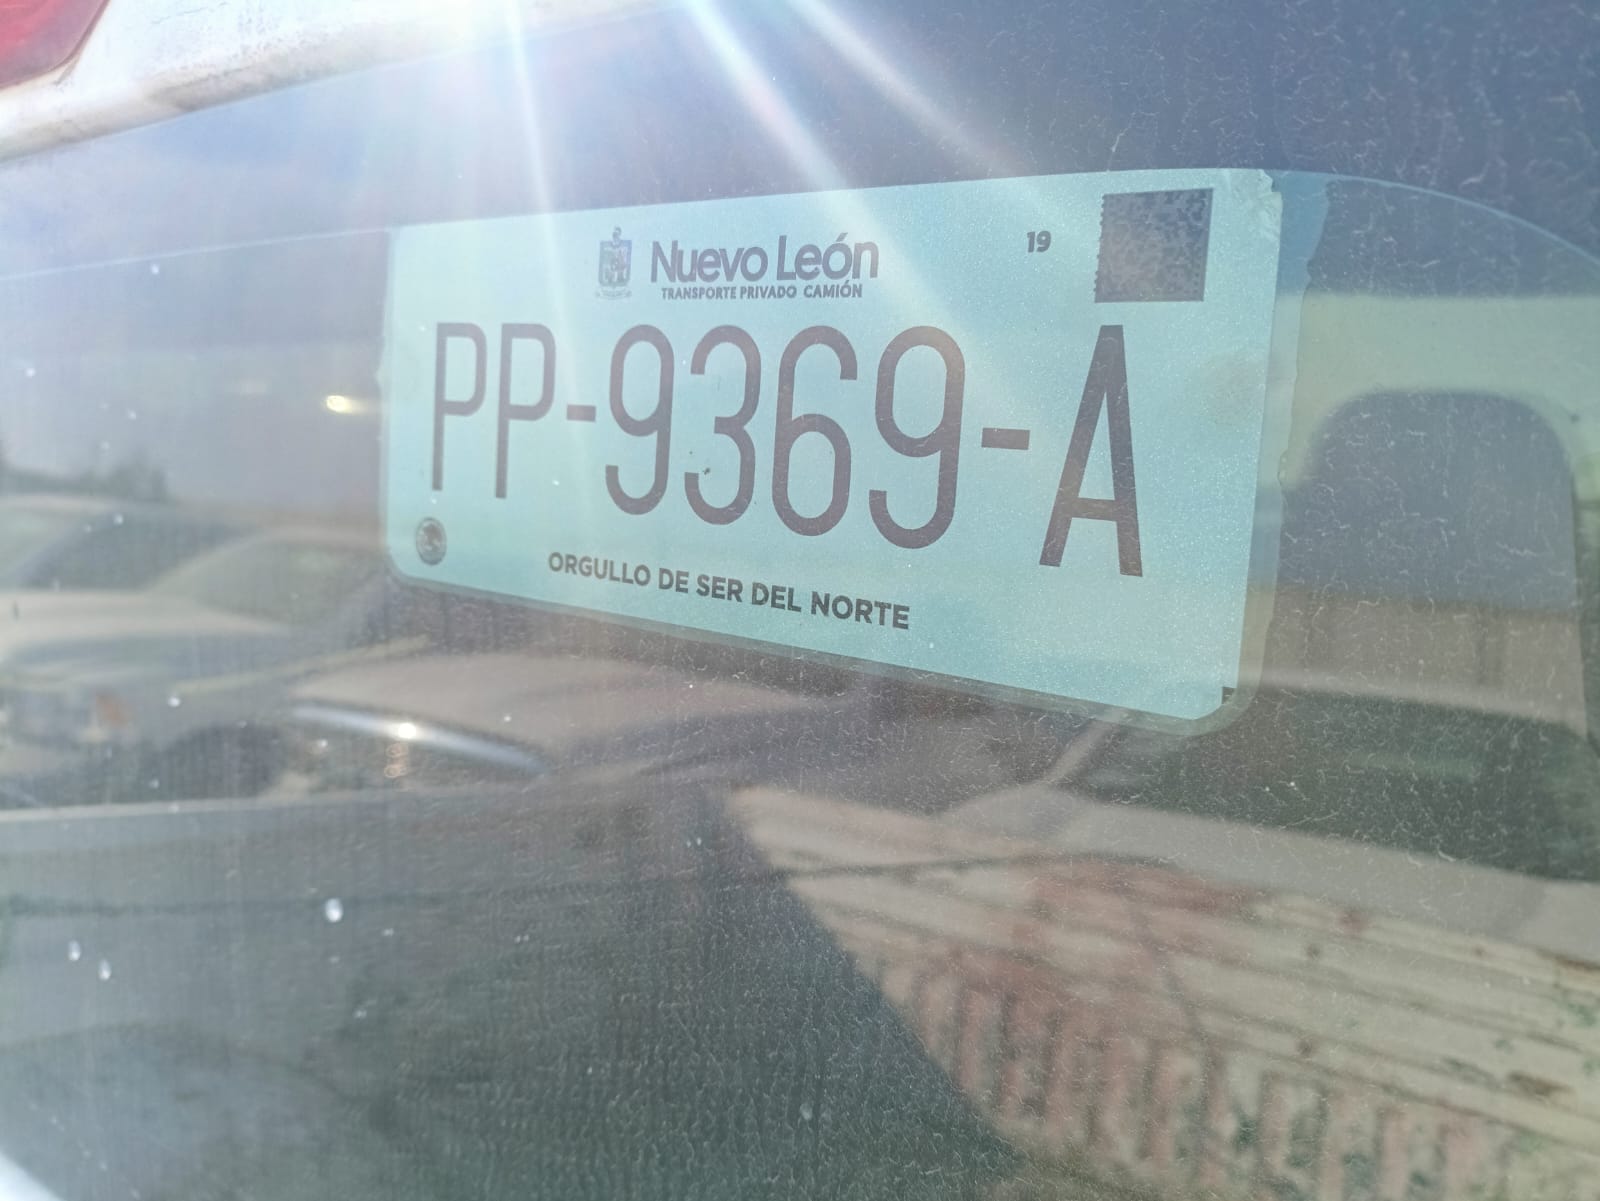 Nuevo León
19
TRANSPORTE PRIVADO CAMIÓN
PP-9369-A
ORGULLO DE SER DEL NORTE